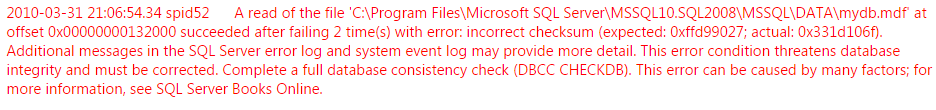 2010-03-31 21:06:54.34 spid52 A read of the file 'C:\Program Files\Microsoft SQL Server\MSSQL10.SQL2008\MSSQL\DATA\mydb.mdf' at
offset 0x00000000132000 succeeded after failing 2 time(s) with error: incorrect checksum (expected: 0xffd99027; actual: 0x331d106f).
Additional messages in the SQL Server error log and system event log may provide more detail. This error condition threatens database
integrity and must be corrected. Complete a full database consistency check (DBCC CHECKDB). This error can be caused by many factors; for
more information, see SQL Server Books Online.